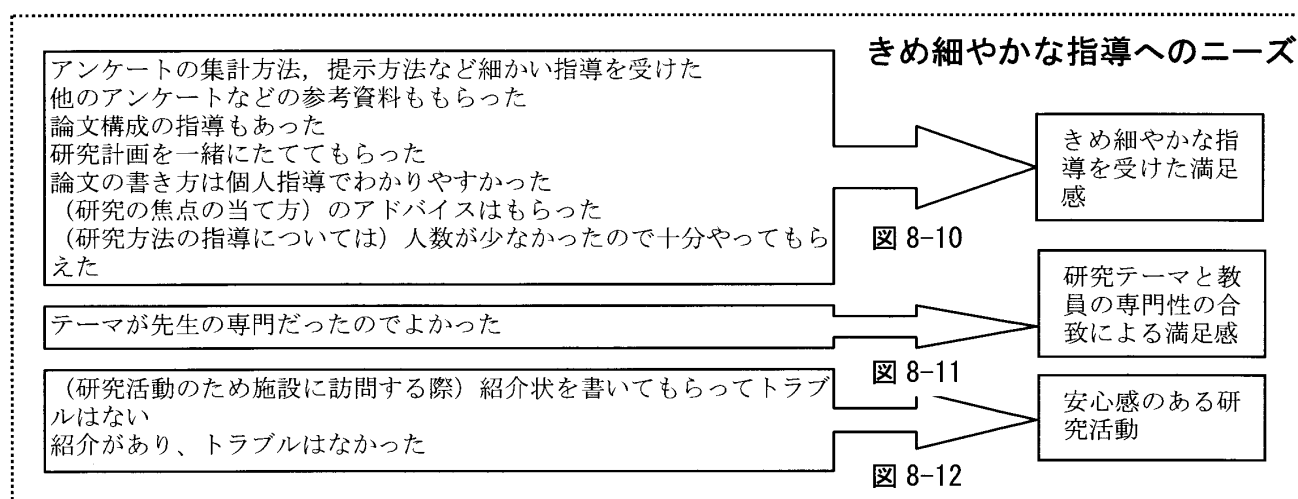 きめ細やかな指導へのニーズ
アンケートの集計方法，提示方法など細かい指導を受けた
他のアンケートなどの参考資料ももらった
論文構成の指導もあった
研究計画を一緒にたててもらった
論文の書き方は個人指導でわかりやすかった
（研究の焦点の当て方）のアドバイスはもらった
（研究方法の指導については）人数が少なかったので十分やってもら
えた
きめ細やかな指
導を受けた満足
感
図 8-10
テーマが先生の専門だったのでよかった
研究テーマと教
員の専門性の合
致による満足感
図 8-11
（研究活動のため施設に訪問する際）紹介状を書いてもらってトラブ
ルはない
紹介があり、トラブルはなかった
安心感のある研
究活動
図 8-12